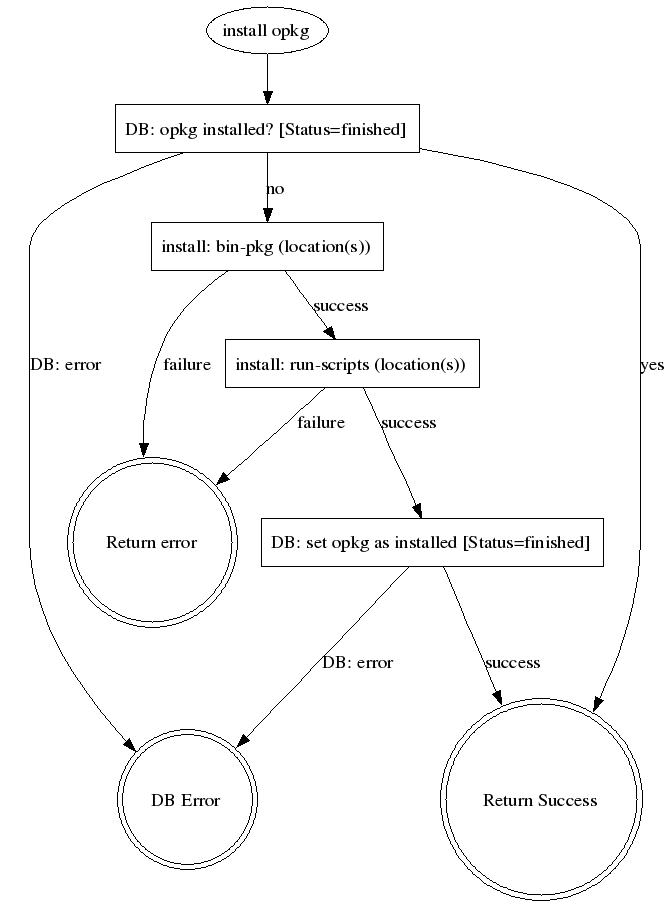 install opkg
DB: opkg installed? [Status=finished]
no
install: bin-pkg (location(s))
success
install: run-scripts (location(s))
DB: error
failure
yes
failure
success
Return error
DB: set opkg as installed [Status=finished]
DB: error
success
DB Error
Return Success